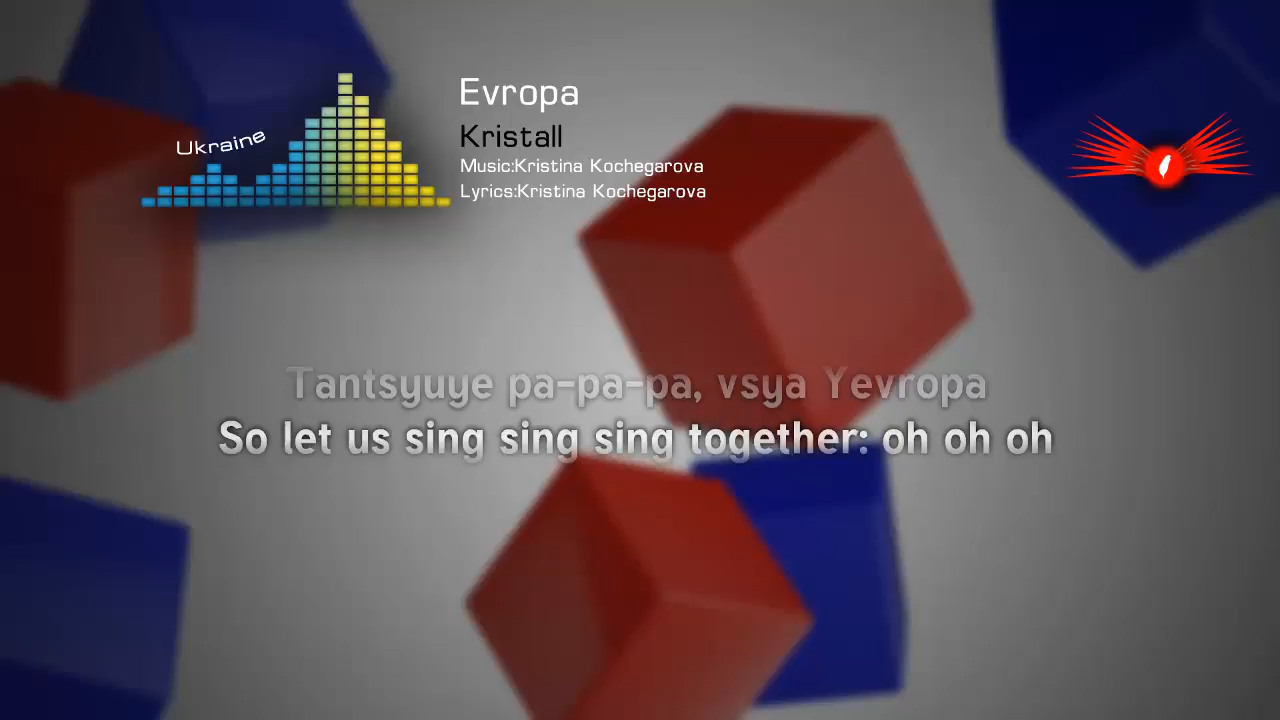 Ukraine
Evropa
Kristall
Music:Kristina Kochegarova
Lyrics:Kristina Kochegarova
Tantsyuye pa-pa-pa, vsya Yevropa
So let us sing sing sing together: oh oh oh